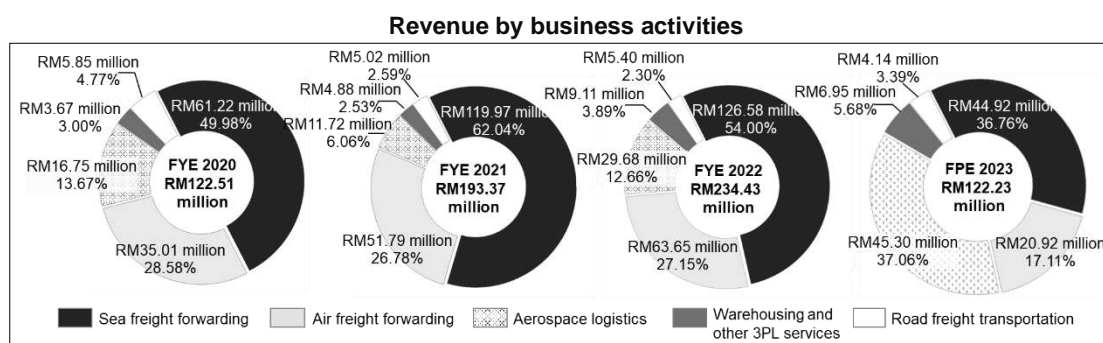 Revenue by business activities
RM5.85 million
4.77%
RM3.67 million
3.00%
RM16.75 million
13.67%
RM35.01 million
28.58%
RM61.22 million
49.98%
FYE 2020
RM122.51
million
RM5.02 million
2.59%
RM4.88 million
2.53%
RM11.72 million
6.06%
RM51.79 million
26.78%
RM119.97 million
62.04%
FYE 2021
RM193.37
million
RM5.40 million
2.30%
RM9.11 million
3.89%
RM29.68 million
12.66%
RM63.65 million
27.15%
RM126.58 million
54.00%
FYE 2022
RM234.43
million
RM4.14 million
3.39%
RM6.95 million
5.68%
RM45.30 million
37.06%
RM20.92 million
17.11%
RM44.92 million
36.76%
FPE 2023
RM122.23
million
Sea freight forwarding
Air freight forwarding
Aerospace logistics
Warehousing and
other 3PL services
Road freight transportation